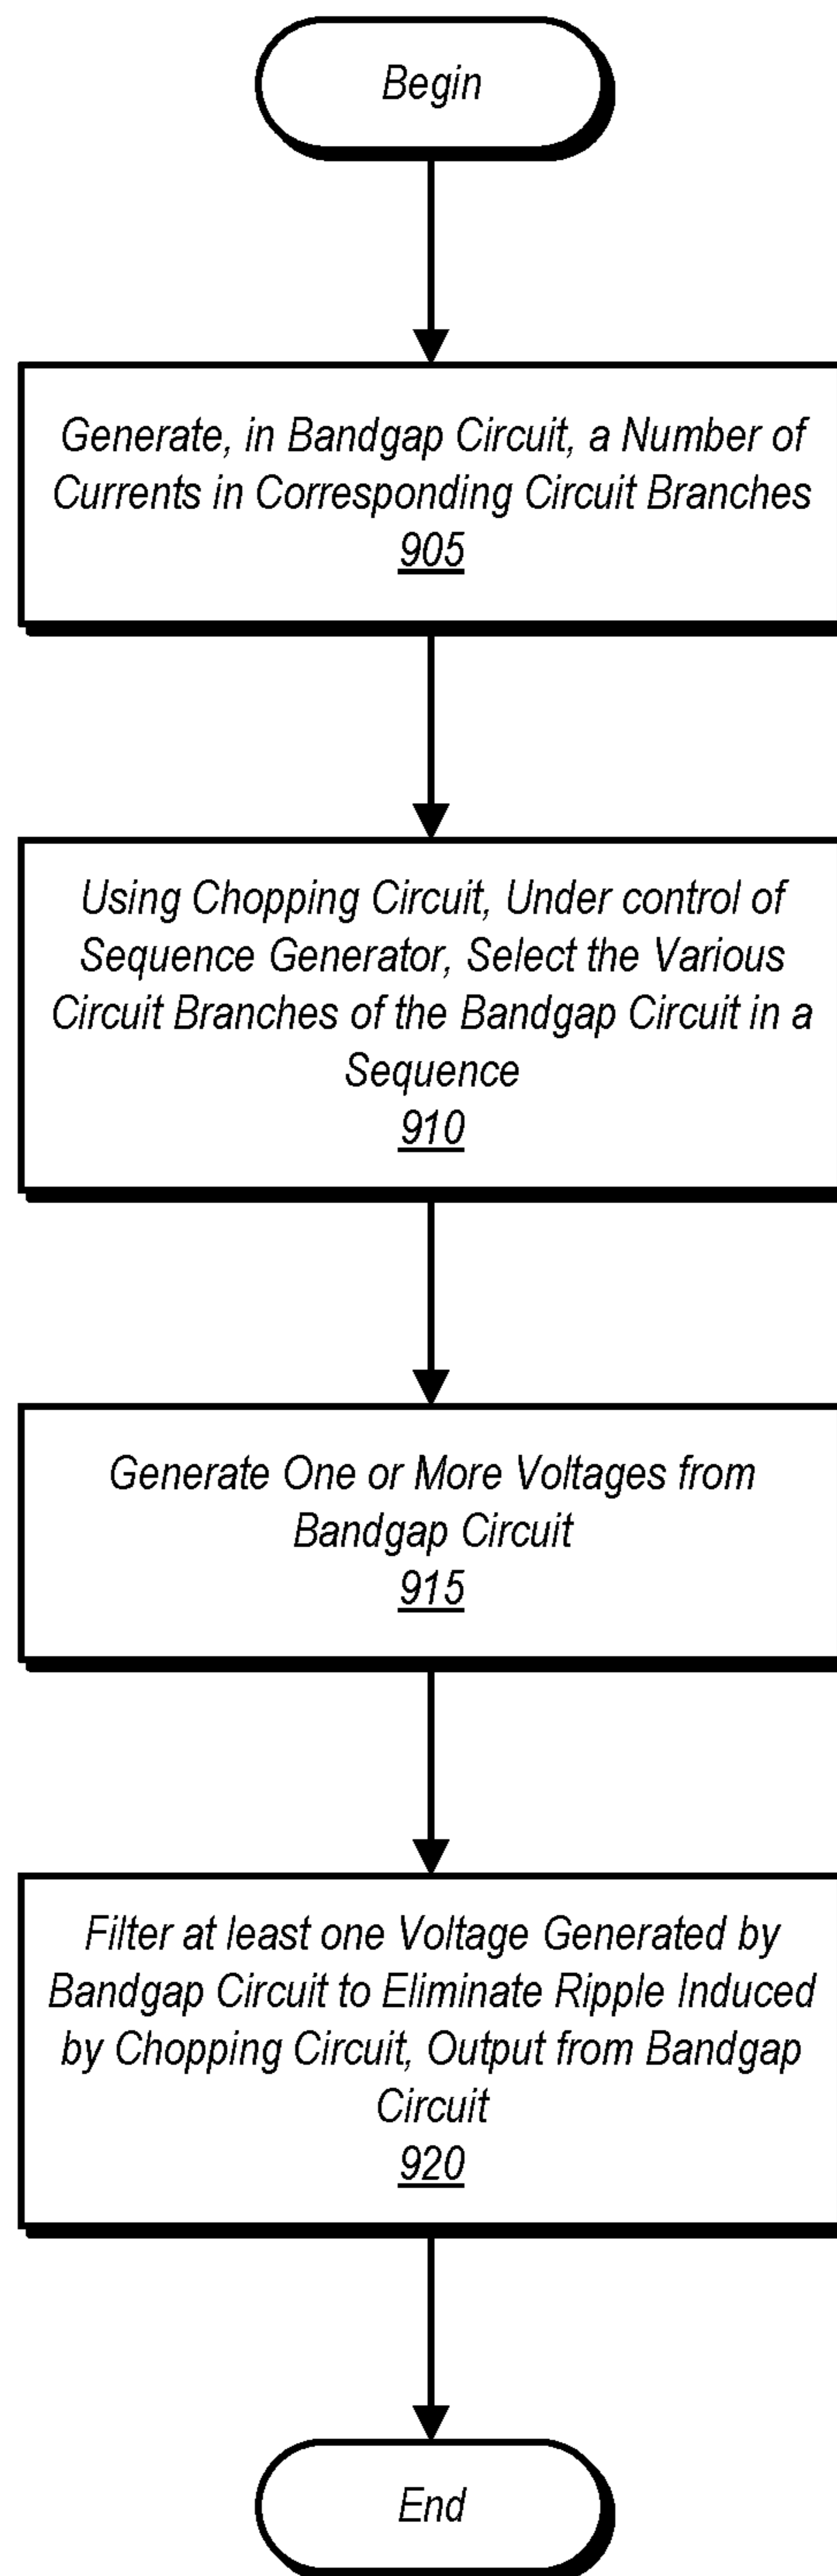 Begin
Generate, in Bandgap Circuit, a Number of
Currents in Corresponding Circuit Branches
905
Using Chopping Circuit, Under control of
Sequence Generator, Select the Various
Circuit Branches of the Bandgap Circuit in a
Sequence
910
Generate One or More Voltages from
Bandgap Circuit
915
Filter at least one Voltage Generated by
Bandgap Circuit to Eliminate Ripple Induced
by Chopping Circuit, Output from Bandgap
Circuit
920
End